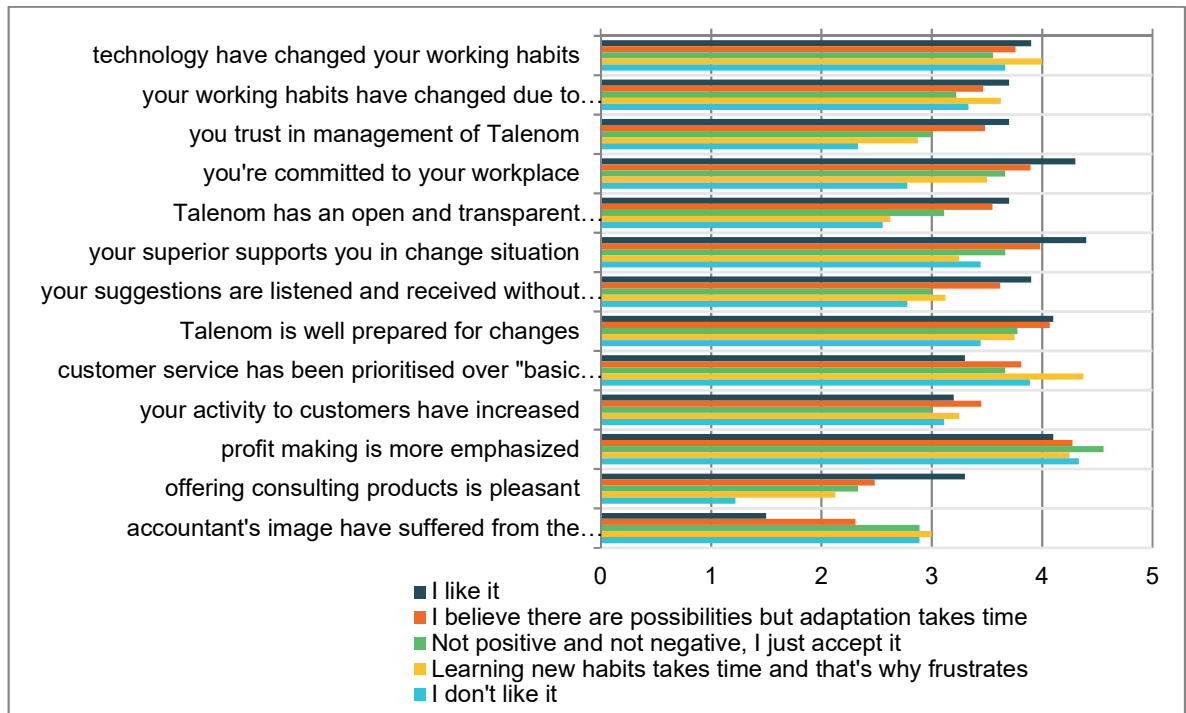 technology have changed your working habits
your working habits have changed due to…
you trust in management of Talenom
you're committed to your workplace
Talenom has an open and transparent…
your superior supports you in change situation
your suggestions are listened and received without…
Talenom is well prepared for changes
customer service has been prioritised over "basic…
your activity to customers have increased
profit making is more emphasized
offering consulting products is pleasant
accountant's image have suffered from the…
0 1 2 3 4 5
I like it
I believe there are possibilities but adaptation takes time
Not positive and not negative, I just accept it
Learning new habits takes time and that's why frustrates
I don't like it